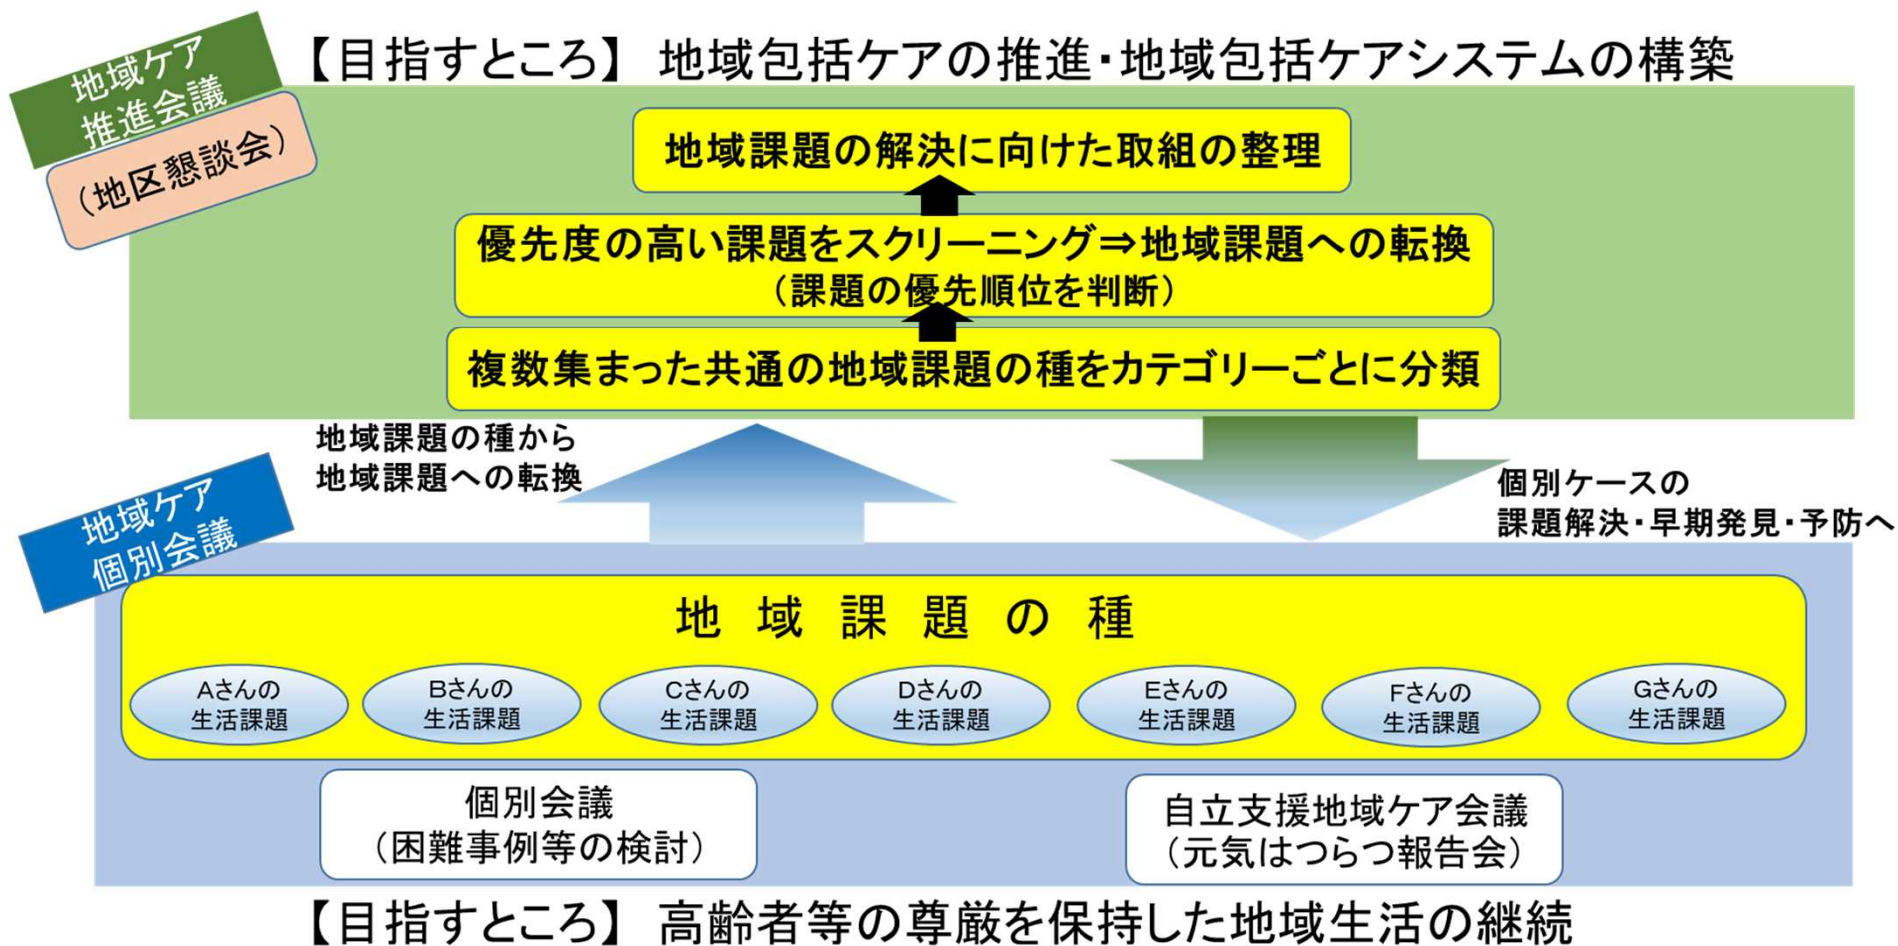 【目指すところ】 地域包括ケアの推進・地域包括ケアシステムの構築
地域ケア
推進会議
（地区懇談会）
地域課題の解決に向けた取組の整理
優先度の高い課題をスクリーニング⇒地域課題への転換
（課題の優先順位を判断）
複数集まった共通の地域課題の種をカテゴリーごとに分類
地域課題の種から
地域課題への転換
個別ケースの
課題解決・早期発見・予防へ
地域ケア
個別会議
地域課題の種
Aさんの
生活課題
Bさんの
生活課題
Cさんの
生活課題
Dさんの
生活課題
Eさんの
生活課題
Fさんの
生活課題
Gさんの
生活課題
個別会議
（困難事例等の検討）
自立支援地域ケア会議
（元気はつらつ報告会）
【目指すところ】 高齢者等の尊厳を保持した地域生活の継続